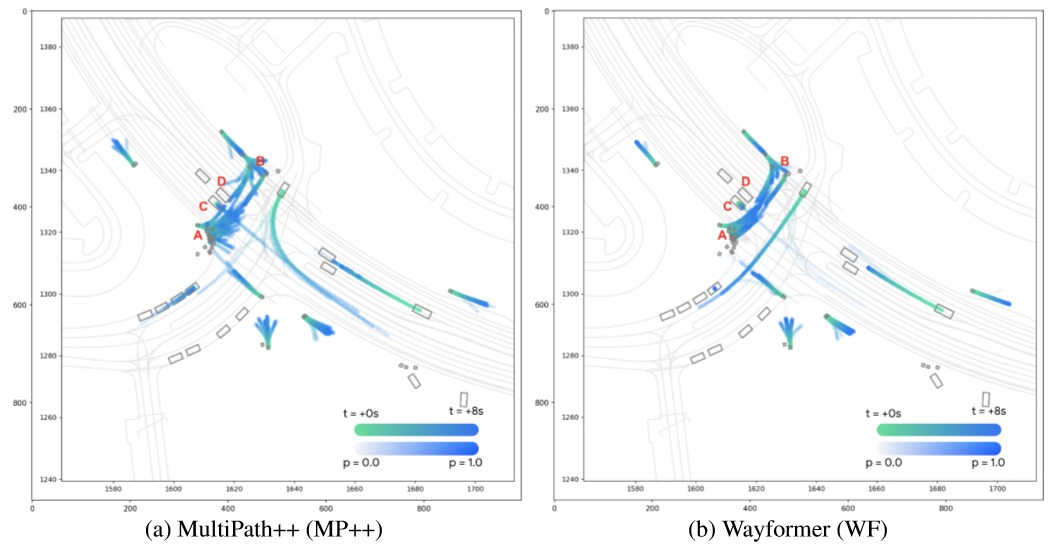 0
1380
200
1360
1340
B
D
400
C
1320
A
1300
600
1280
t = +0s
t = +8s
800
1260
p = 0.0
p = 1.0
1240
1580
1600
1620
1640
1660
1680
1700
0
200
400
600
800
(a) MultiPath++ (MP++)
0
1380
200
1360
1340
B
D
400
C
1320
A
1300
600
1280
t = +0s
t = +8s
800
1260
p = 0.0
p = 1.0
1240
1580
1600
1620
1640
1660
1680
1700
0
200
400
600
800
(b) Wayformer (WF)